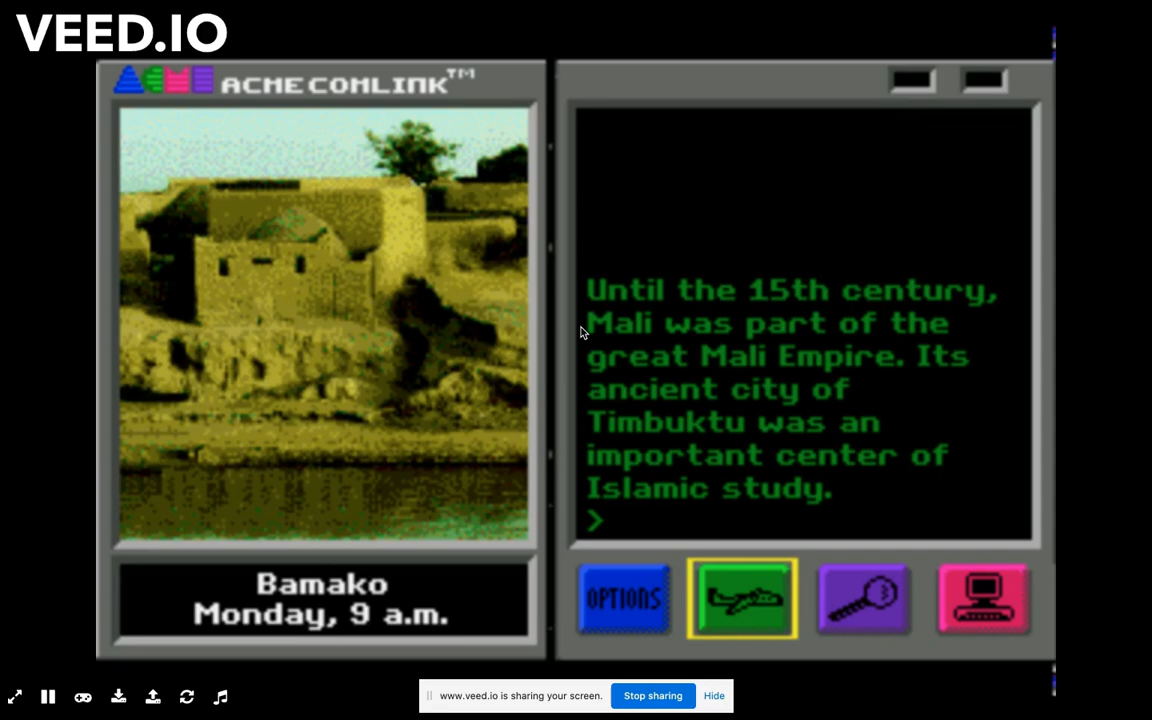 VEED.IO
ACME ACME COMLINK™
Until the 15th century,
Mali was part of the
great Mali Empire. Its
ancient city of
Timbuktu was an
important center of
Islamic study.
>
Bamako
Monday, 9 a.m.
OPTIONS
www.veed.io is sharing your screen.
Stop sharing
Hide